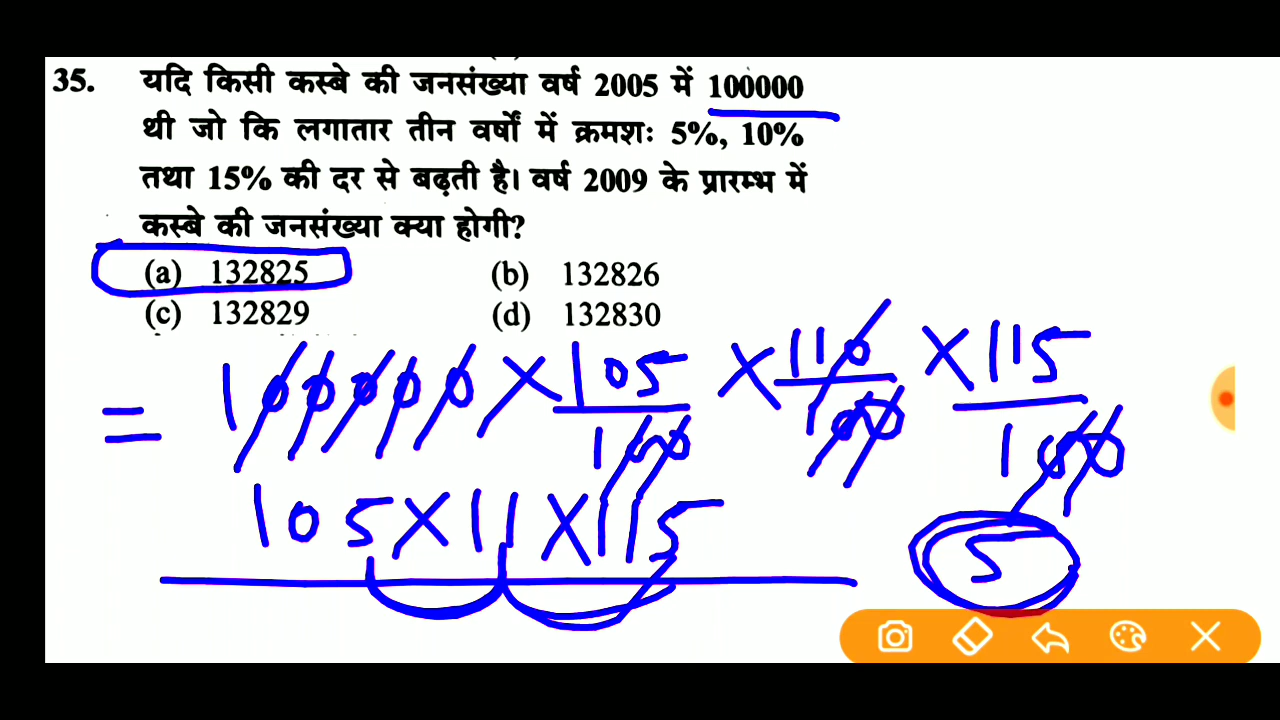 35. यदि किसी कस्बे की जनसंख्या वर्ष 2005 में 100000
थी जो कि लगातार तीन वर्षों में क्रमशः 5%, 10%
तथा 15% की दर से बढ़ती है। वर्ष 2009 के प्रारम्भ में
कस्बे की जनसंख्या क्या होगी?
(a) 132825 (b) 132826
(c) 132829 (d) 132830
= 100000 × 105/100 × 110/100 × 115/100
105 × 11 × 115
5